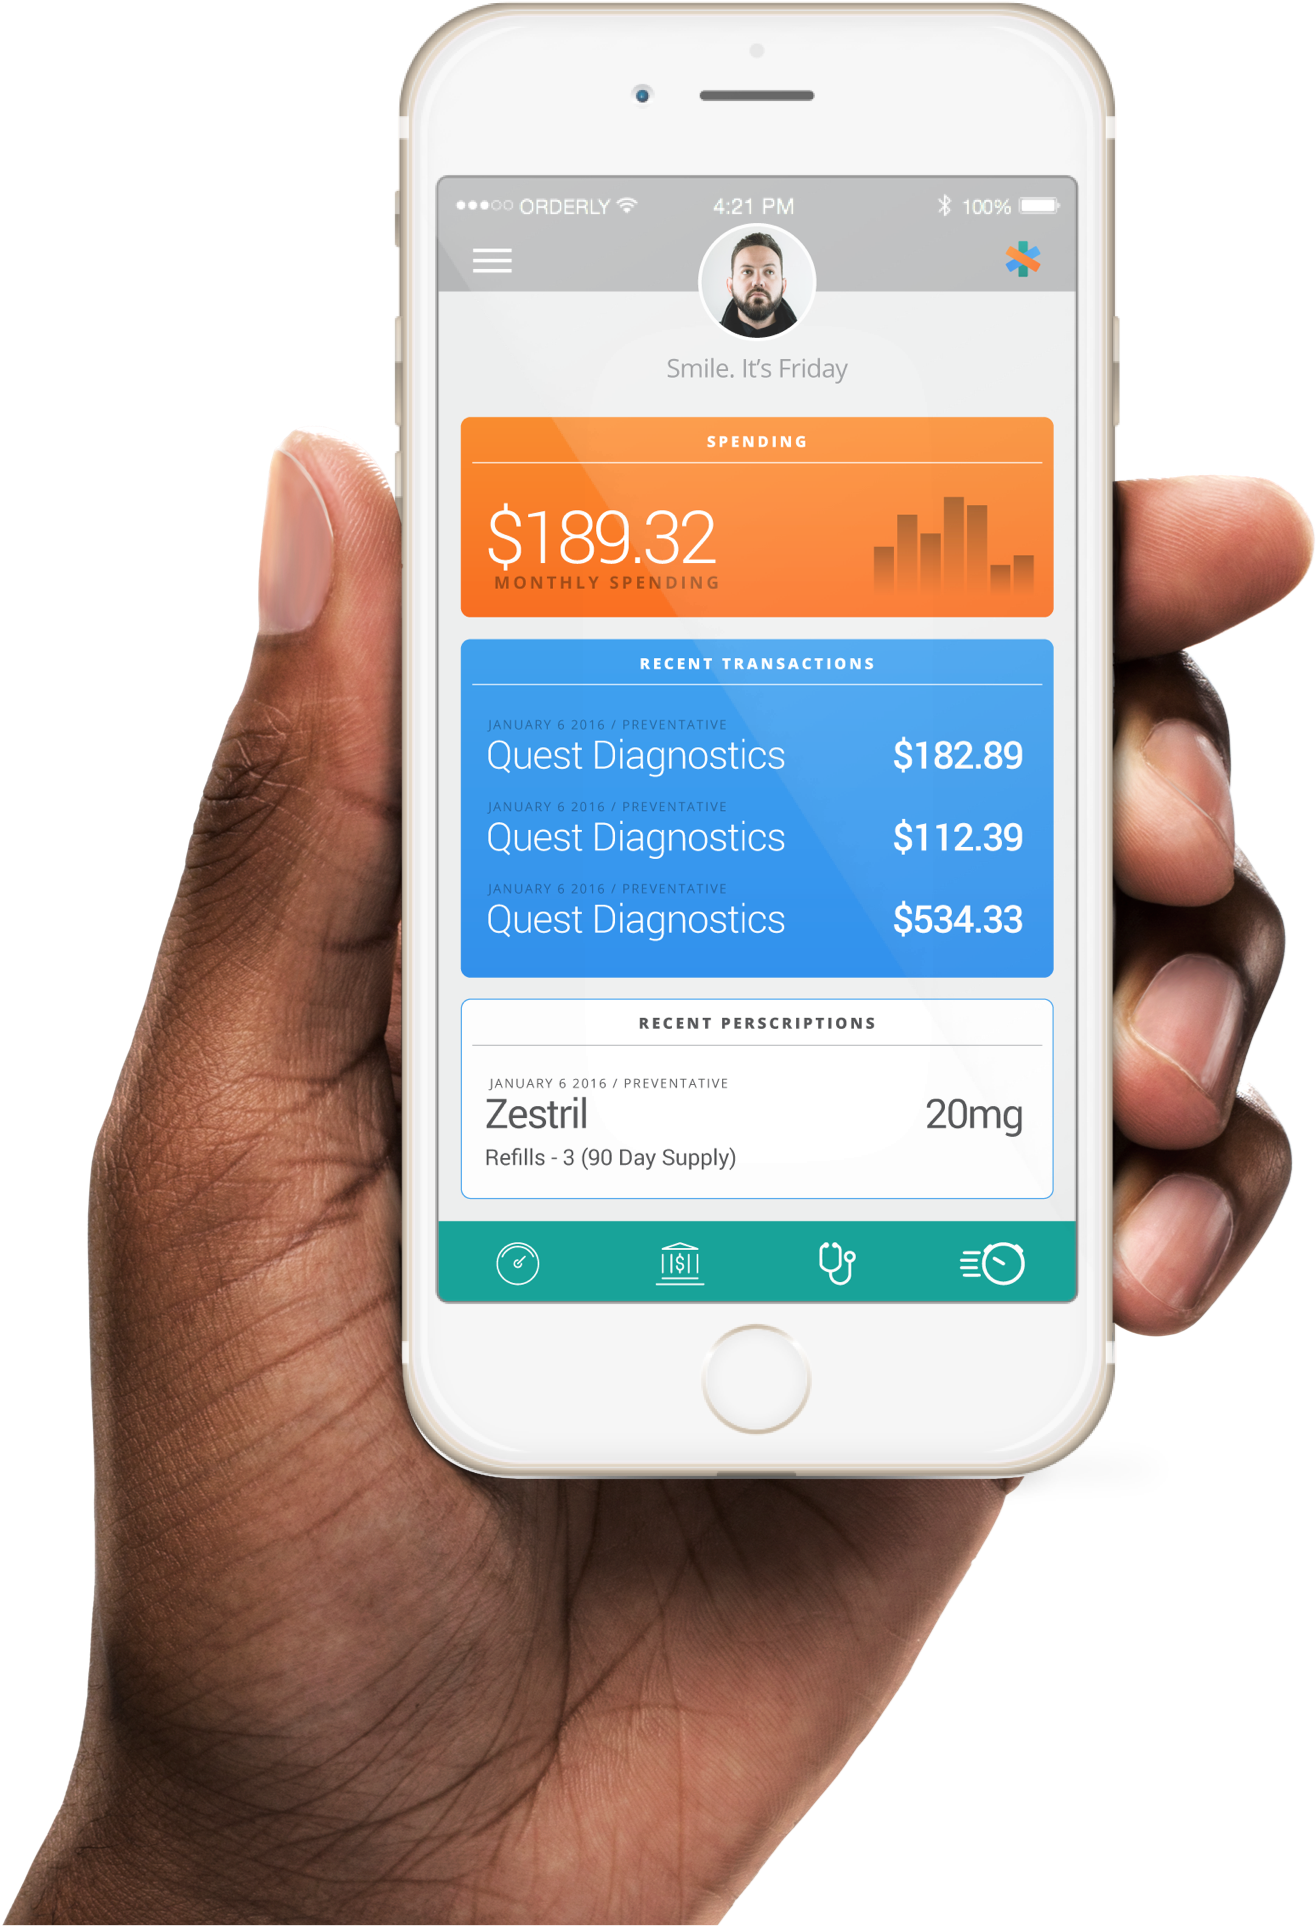 ORDERLY 4:21 PM 100%
Smile. It's Friday
SPENDING
$189.32
MONTHLY SPENDING
RECENT TRANSACTIONS
JANUARY 6 2016 / PREVENTATIVE
Quest Diagnostics $182.89
JANUARY 6 2016 / PREVENTATIVE
Quest Diagnostics $112.39
JANUARY 6 2016 / PREVENTATIVE
Quest Diagnostics $534.33
RECENT PERSCRIPTIONS
JANUARY 6 2016 / PREVENTATIVE
Zestril 20mg
Refills - 3 (90 Day Supply)
$